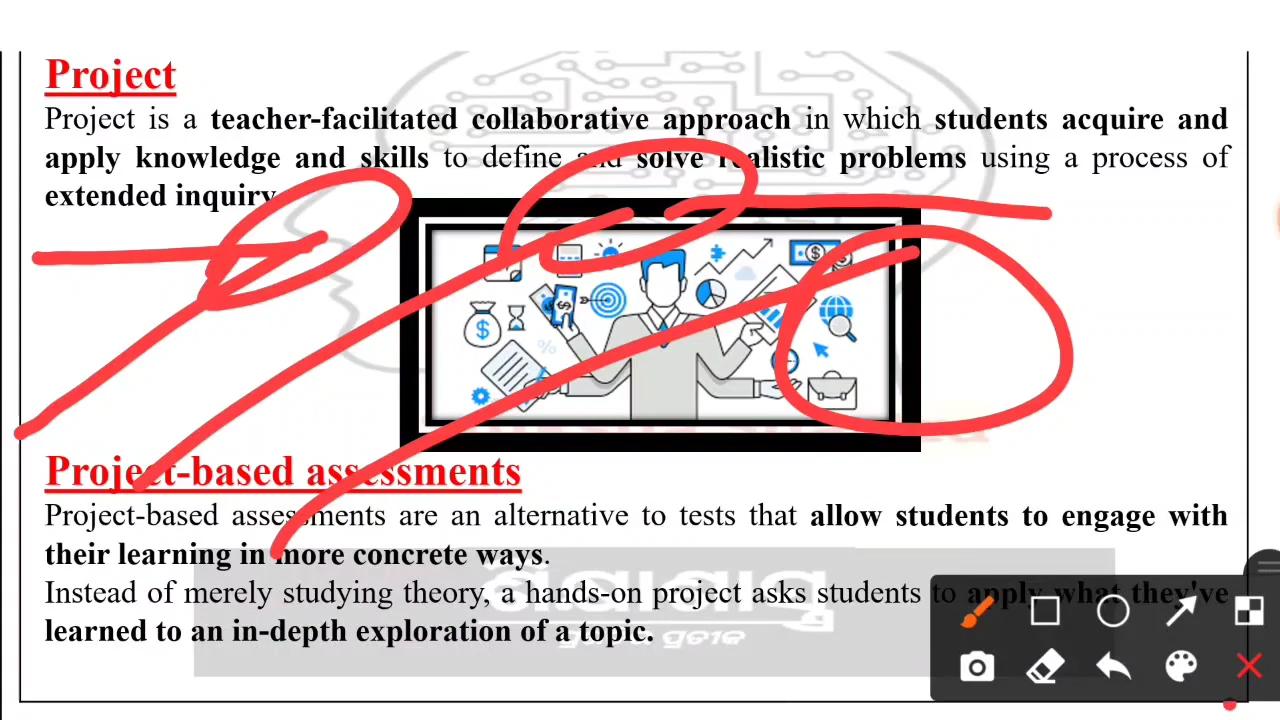 Project
Project is a teacher-facilitated collaborative approach in which students acquire and
apply knowledge and skills to define and solve realistic problems using a process of
extended inquiry
Project-based assessments
Project-based assessments are an alternative to tests that allow students to engage with
their learning in more concrete ways.
Instead of merely studying theory, a hands-on project asks students to apply what they've
learned to an in-depth exploration of a topic.